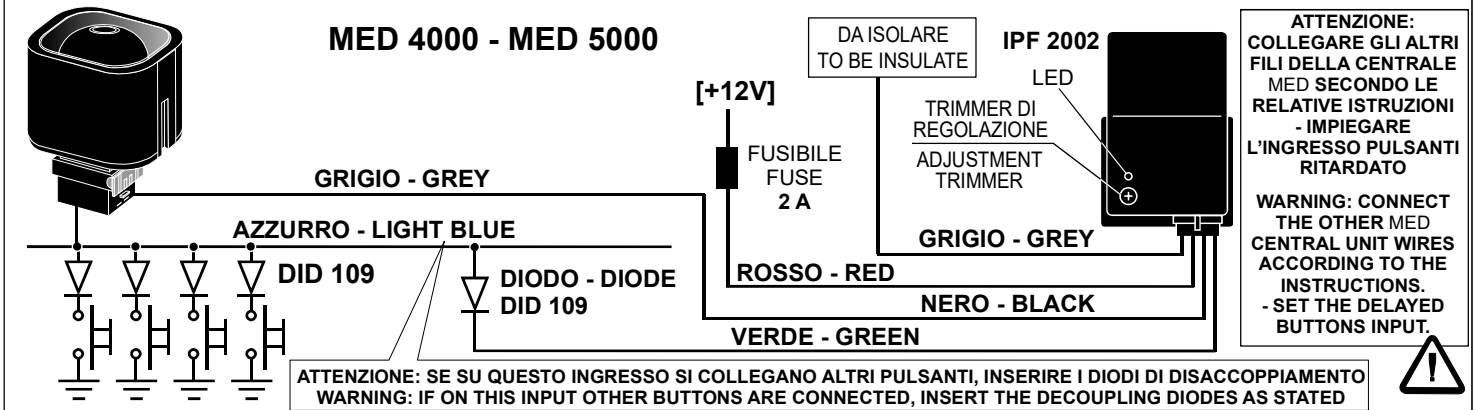 MED 4000 - MED 5000
DA ISOLARE
TO BE INSULATE
IPF 2002
LED
[+12V]
TRIMMER DI
REGOLAZIONE
ADJUSTMENT
TRIMMER
FUSIBILE
FUSE
2 A
GRIGIO - GREY
AZZURRO - LIGHT BLUE
GRIGIO - GREY
DID 109
DIODO - DIODE
DID 109
ROSSO - RED
NERO - BLACK
VERDE - GREEN
ATTENZIONE: SE SU QUESTO INGRESSO SI COLLEGANO ALTRI PULSANTI, INSERIRE I DIODI DI DISACCOPPIAMENTO
WARNING: IF ON THIS INPUT OTHER BUTTONS ARE CONNECTED, INSERT THE DECOUPLING DIODES AS STATED
ATTENZIONE:
COLLEGARE GLI ALTRI
FILI DELLA CENTRALE
MED SECONDO LE
RELATIVE ISTRUZIONI
- IMPIEGARE
L'INGRESSO PULSANTI
RITARDATO
WARNING: CONNECT
THE OTHER MED
CENTRAL UNIT WIRES
ACCORDING TO THE
INSTRUCTIONS.
- SET THE DELAYED
BUTTONS INPUT.
!